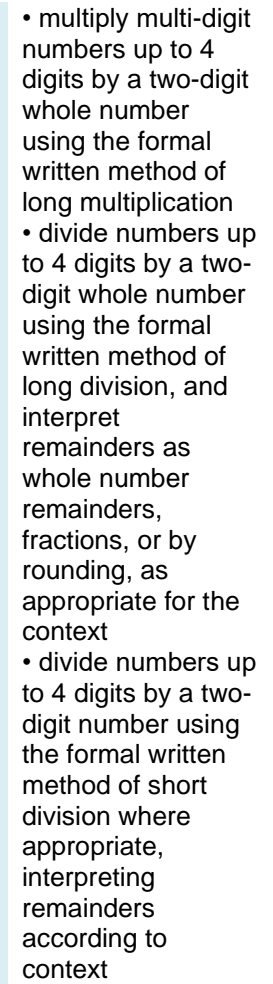 • multiply multi-digit
numbers up to 4
digits by a two-digit
whole number
using the formal
written method of
long multiplication
• divide numbers up
to 4 digits by a two-
digit whole number
using the formal
written method of
long division, and
interpret
remainders as
whole number
remainders,
fractions, or by
rounding, as
appropriate for the
context
• divide numbers up
to 4 digits by a two-
digit number using
the formal written
method of short
division where
appropriate,
interpreting
remainders
according to
context